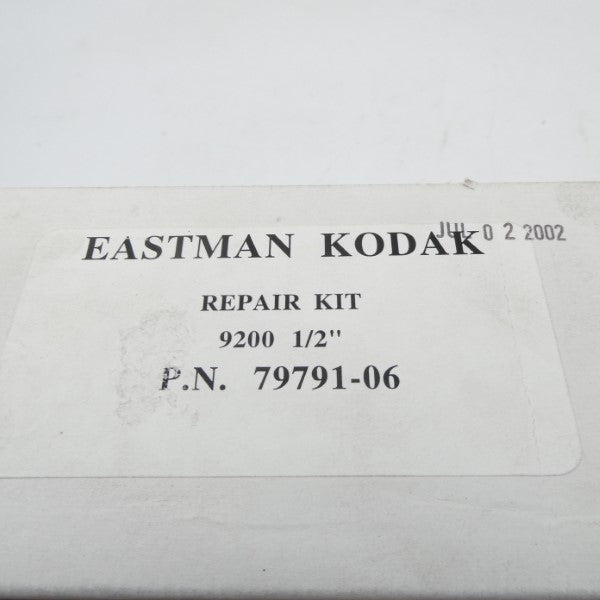 EASTMAN KODAK
JUL 0 2 2002
REPAIR KIT
9200 1/2"
P.N. 79791-06